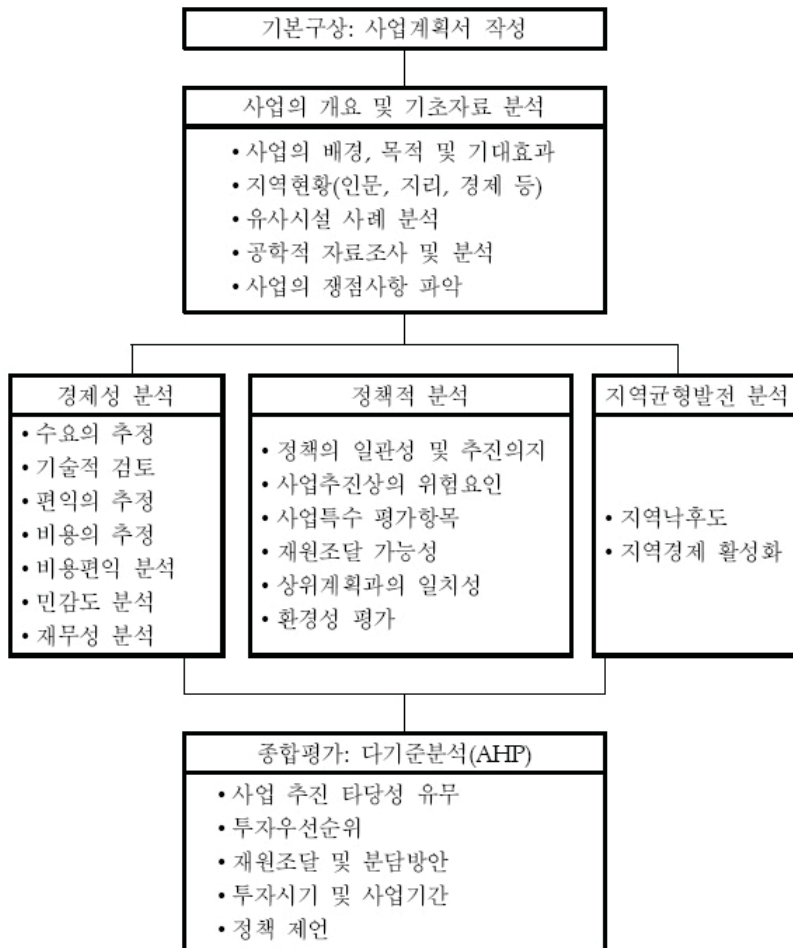 기본구상: 사업계획서 작성
사업의 개요 및 기초자료 분석
• 사업의 배경, 목적 및 기대효과
• 지역현황(인문, 지리, 경제 등)
• 유사시설 사례 분석
• 공학적 자료조사 및 분석
• 사업의 쟁점사항 파악
경제성 분석
• 수요의 추정
• 기술적 검토
• 편익의 추정
• 비용의 추정
• 비용편익 분석
• 민감도 분석
• 재무성 분석
정책적 분석
• 정책의 일관성 및 추진의지
• 사업추진상의 위험요인
• 사업특수 평가항목
• 재원조달 가능성
• 상위계획과의 일치성
• 환경성 평가
지역균형발전 분석
• 지역낙후도
• 지역경제 활성화
종합평가: 다기준분석(AHP)
• 사업 추진 타당성 유무
• 투자우선순위
• 재원조달 및 분담방안
• 투자시기 및 사업기간
• 정책 제언